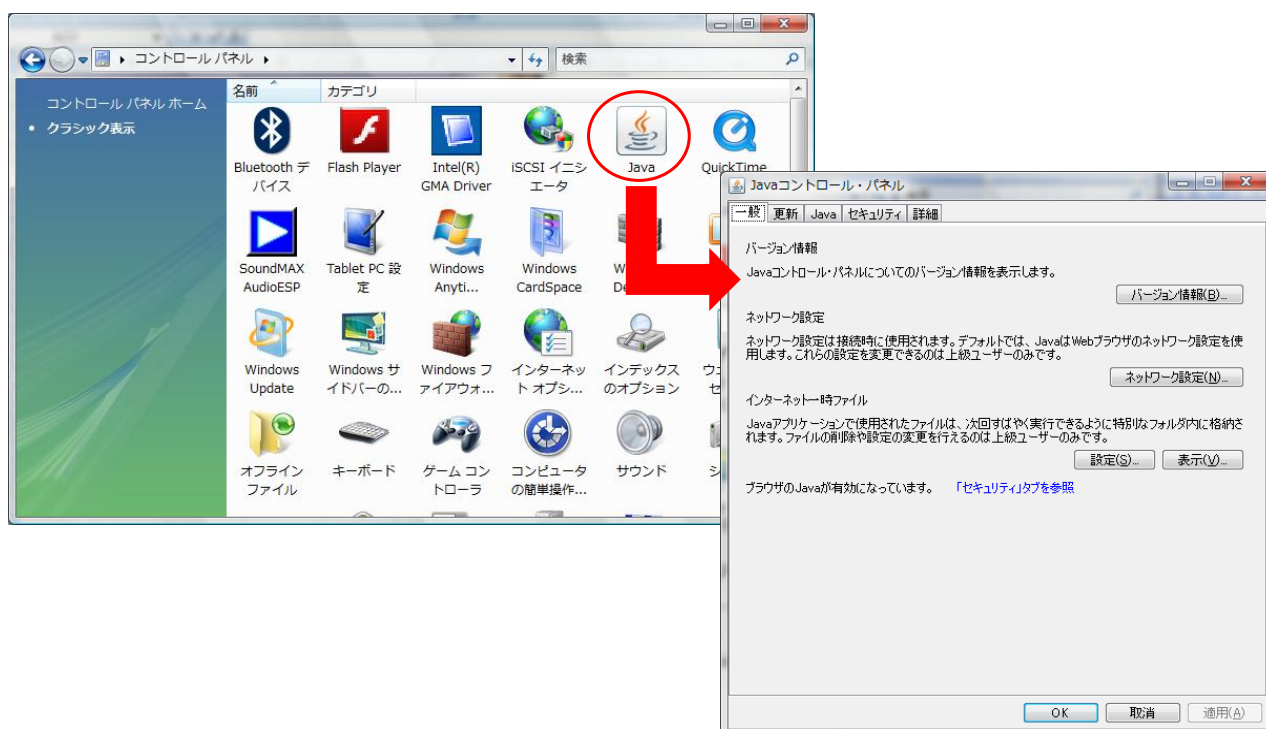 コントロール パネル
検索
コントロール パネル ホーム
クラシック表示
名前 カテゴリ
Bluetooth デ
バイス
Flash Player
Intel(R)
GMA Driver
iSCSI イニシ
エータ
Java
QuickTime
SoundMAX
AudioESP
Tablet PC 設
定
Windows
Anyti...
Windows
CardSpace
Windows
Update
Windows サ
イドバーの...
Windows フ
ァイアウォ...
インターネッ
ト オプシ...
インデックス
のオプション
オフライン
ファイル
キーボード
ゲーム コン
トローラ
コンピュータ
の簡単操作...
サウンド
Javaコントロール・パネル
一般 更新 Java セキュリティ 詳細
バージョン情報
Javaコントロール・パネルについてのバージョン情報を表示します。
バージョン情報(B)...
ネットワーク設定
ネットワーク設定は接続時に使用されます。デフォルトでは、JavaはWebブラウザのネットワーク設定を使
用します。これらの設定を変更できるのは上級ユーザーのみです。
ネットワーク設定(N)...
インターネット一時ファイル
Javaアプリケーションで使用されたファイルは、次回すばやく実行できるように特別なフォルダ内に格納さ
れます。ファイルの削除や設定の変更を行えるのは上級ユーザーのみです。
設定(S)... 表示(V)...
ブラウザのJavaが有効になっています。 「セキュリティ」タブを参照
OK 取消 適用(A)